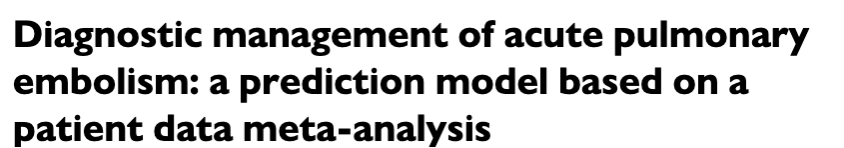 Diagnostic management of acute pulmonary
embolism: a prediction model based on a
patient data meta-analysis